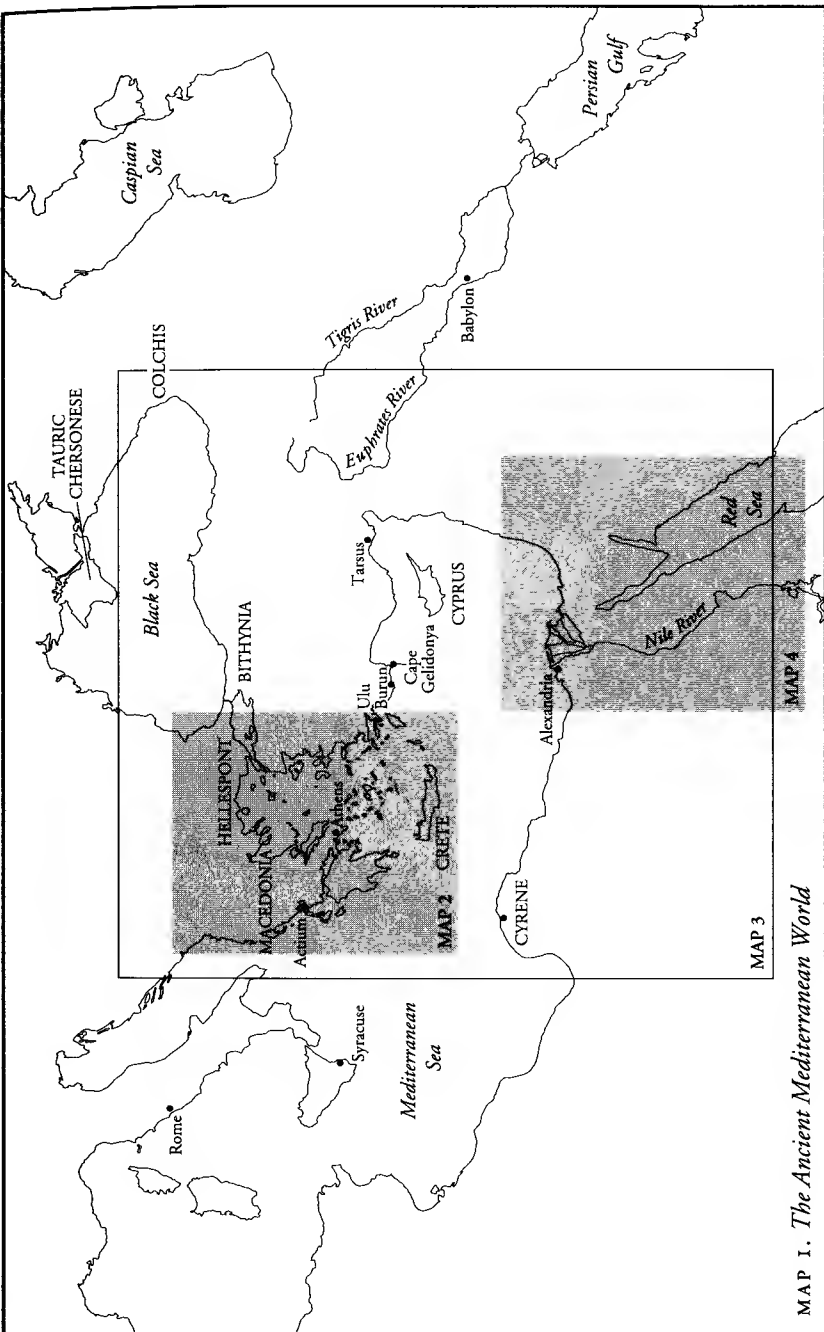 Caspian
Sea
Persian
Gulf
TAURIC
CHERSONESE
COLCHIS
Tigris River
Babylon
Euphrates River
Black Sea
BITHYNIA
Tarsus
CYPRUS
Cape
Gelidonya
Ulu
Burun
Red
Sea
Nile River
Alexandria
MAP 4
HELLESPONT
MACEDONIA
Athens
Actium
CRETE
MAP 2
CYRENE
MAP 3
Rome
Syracuse
Mediterranean
Sea
MAP 1. The Ancient Mediterranean World